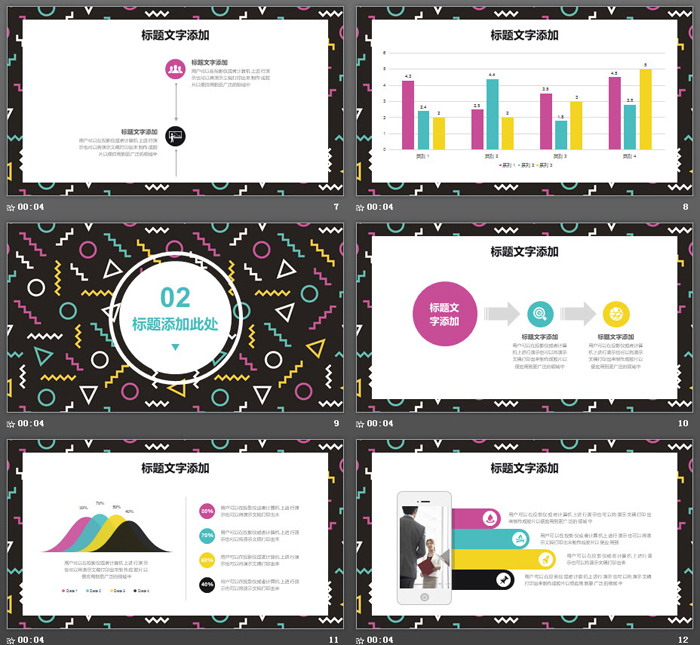 标题文字添加
标题文字添加
用户可以在投影仪或者计算机上进行演
示也可以将演示文稿打印出来制作成胶
片以便应用到更广泛的领域中
标题文字添加
用户可以在投影仪或者计算机上进行演
示也可以将演示文稿打印出来制作成胶
片以便应用到更广泛的领域中
00:04
7
标题文字添加
6
5
4
3
2
1
0
4.3
2.4
2
2.5
4.4
2
3.5
1.8
3
4.5
2.8
5
类别 1
类别 2
类别 3
类别 4
系列 1 系列 2 系列 3
00:04
8
02
标题添加此处
00:04
9
标题文字添加
标题文
字添加
标题文字添加
用户可以在投影仪或者计算
机上进行演示也可以将演示
文稿打印出来制作成胶片以
便应用到更广泛的领域中
标题文字添加
用户可以在投影仪或者计算
机上进行演示也可以将演示
文稿打印出来制作成胶片以
便应用到更广泛的领域中
00:04
10
标题文字添加
70%
50%
40%
用户可以在投影仪或者计算机上进行演示
也可以将演示文稿打印出来制作成胶片以
便应用到更广泛的领域中
20%
用户可以在投影仪或者计算机上进行演
示也可以将演示文稿打印出来
70%
用户可以在投影仪或者计算机上进行演
示也可以将演示文稿打印出来
用户可以在投影仪或者计算机上进行演
示也可以将演示文稿打印出来
40%
用户可以在投影仪或者计算机上进行演
示也可以将演示文稿打印出来
00:04
11
标题文字添加
用户可以在投影仪或者计算机上进行演示也可以将演示文稿打印出
来制作成胶片以便应用到更广泛的领域中
用户可以在投影仪或者计算机上进行演示也可以将演
示文稿打印出来制作成胶片以便应用到
用户可以在投影仪或者计算机上进行演
示也可以将演示文稿打印出来
用户可以在投影仪或者计算机上进行演示也可以将演示文稿
打印出来制作成胶片以便应用到更广泛的领域中
00:04
12